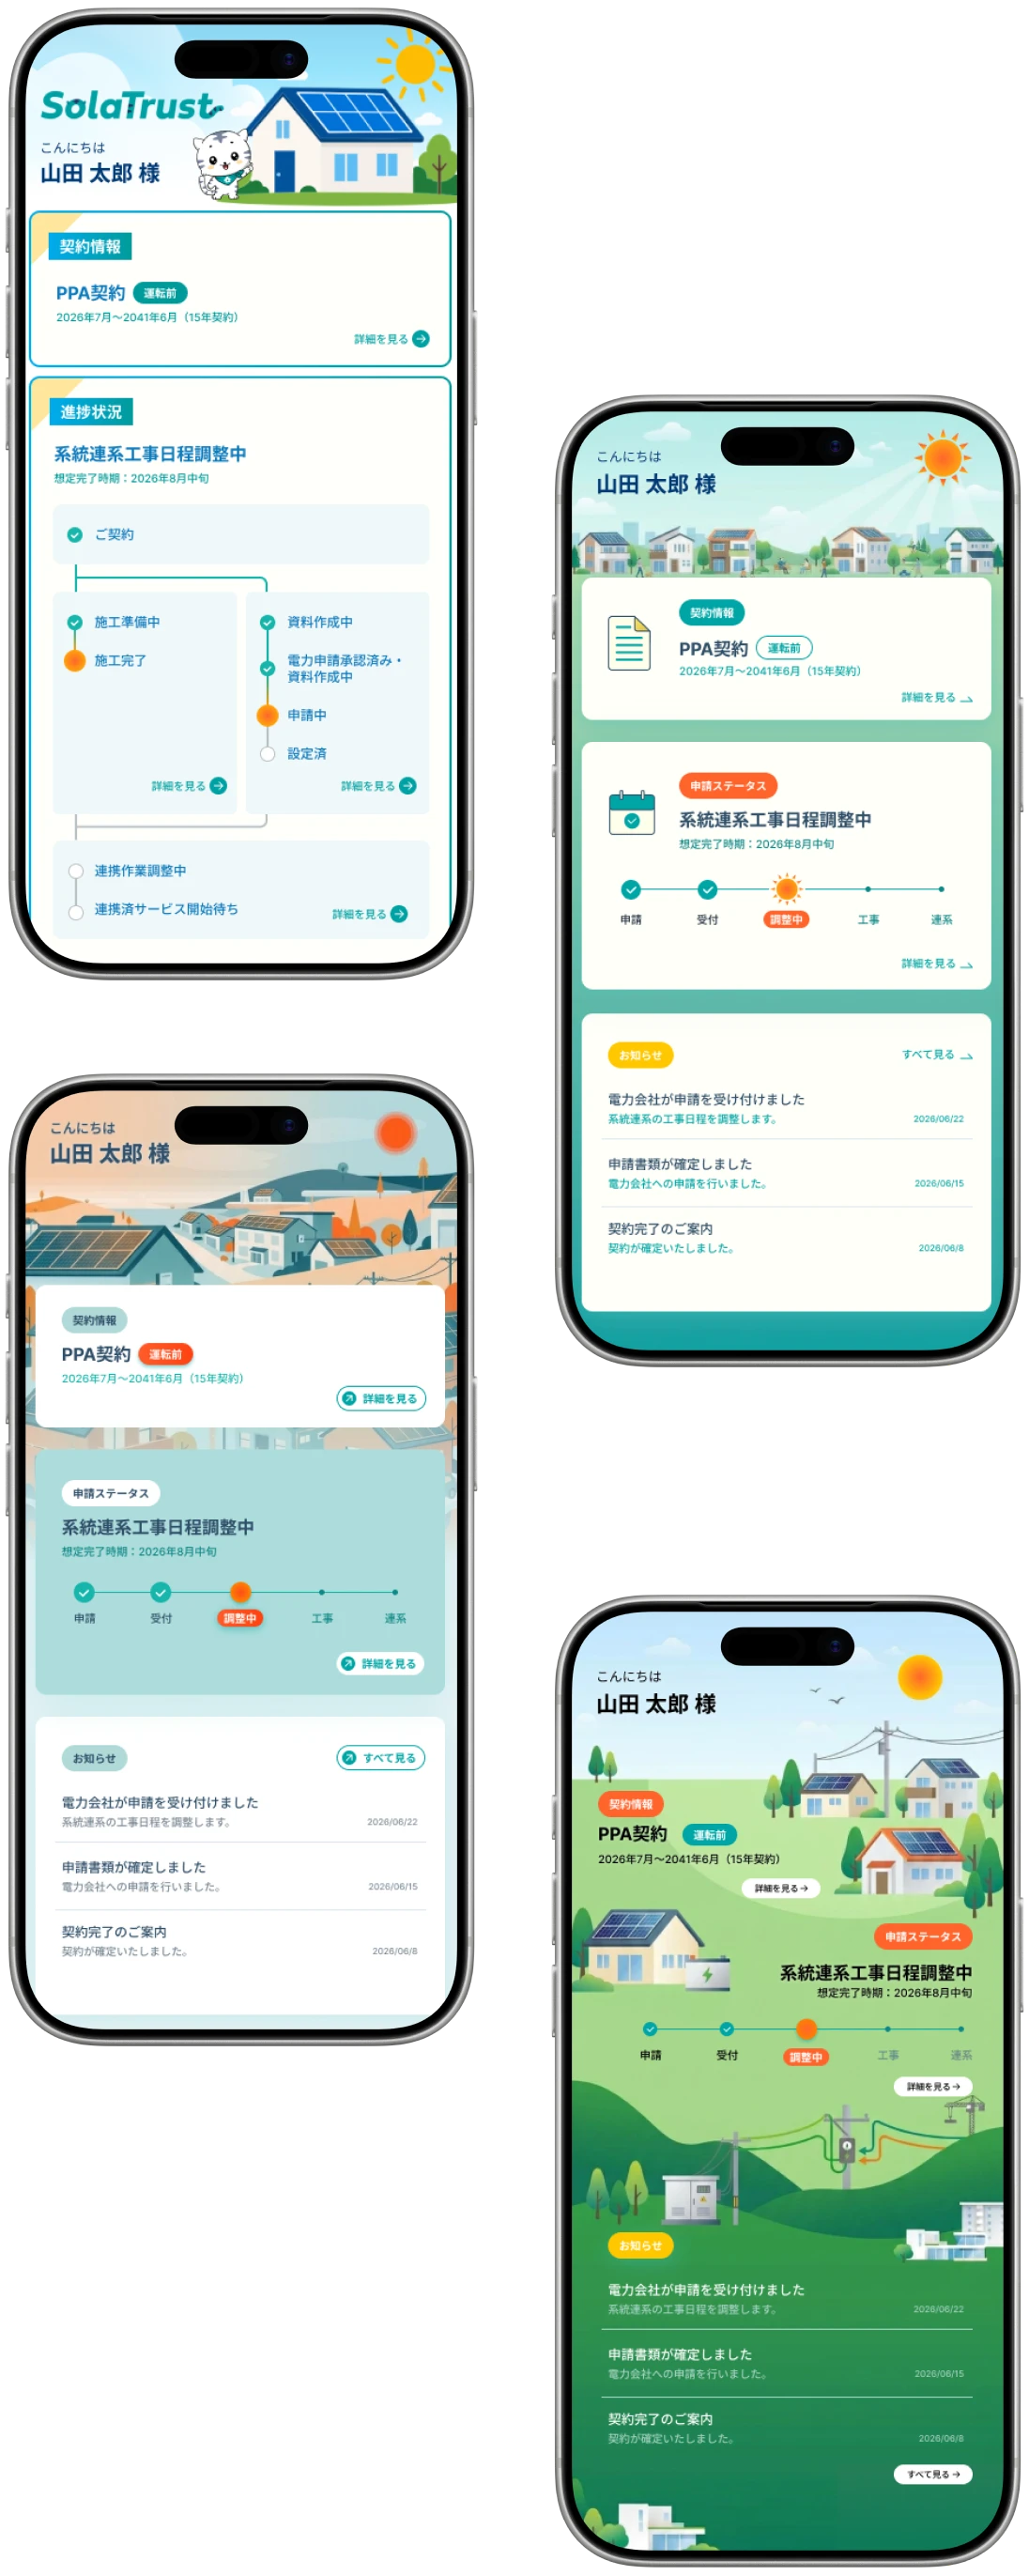 SolaTrust
こんにちは
山田 太郎 様
契約情報
PPA契約 運転前
2026年7月〜2041年6月（15年契約）
詳細を見る
進捗状況
系統連系工事日程調整中
想定完了時期：2026年8月中旬
ご契約
施工準備中
施工完了
詳細を見る
資料作成中
電力申請承認済み・
資料作成中
申請中
設定済
詳細を見る
連携作業調整中
連携済サービス開始待ち
詳細を見る
こんにちは
山田 太郎 様
契約情報
PPA契約 運転前
2026年7月〜2041年6月（15年契約）
詳細を見る
申請ステータス
系統連系工事日程調整中
想定完了時期：2026年8月中旬
申請 受付 調整中 工事 連系
詳細を見る
お知らせ すべて見る
電力会社が申請を受け付けました
系統連系の工事日程を調整します。 2026/06/22
申請書類が確定しました
電力会社への申請を行いました。 2026/06/15
契約完了のご案内
契約が確定いたしました。 2026/06/8
こんにちは
山田 太郎 様
契約情報
PPA契約 運転前
2026年7月〜2041年6月（15年契約）
詳細を見る
申請ステータス
系統連系工事日程調整中
想定完了時期：2026年8月中旬
申請 受付 調整中 工事 連系
詳細を見る
お知らせ すべて見る
電力会社が申請を受け付けました
系統連系の工事日程を調整します。 2026/06/22
申請書類が確定しました
電力会社への申請を行いました。 2026/06/15
契約完了のご案内
契約が確定いたしました。 2026/06/8
こんにちは
山田 太郎 様
契約情報
PPA契約 運転前
2026年7月〜2041年6月（15年契約）
詳細を見る
申請ステータス
系統連系工事日程調整中
想定完了時期：2026年8月中旬
申請 受付 調整中 工事 連系
詳細を見る
お知らせ
電力会社が申請を受け付けました
系統連系の工事日程を調整します。 2026/06/22
申請書類が確定しました
電力会社への申請を行いました。 2026/06/15
契約完了のご案内
契約が確定いたしました。 2026/06/8
すべて見る